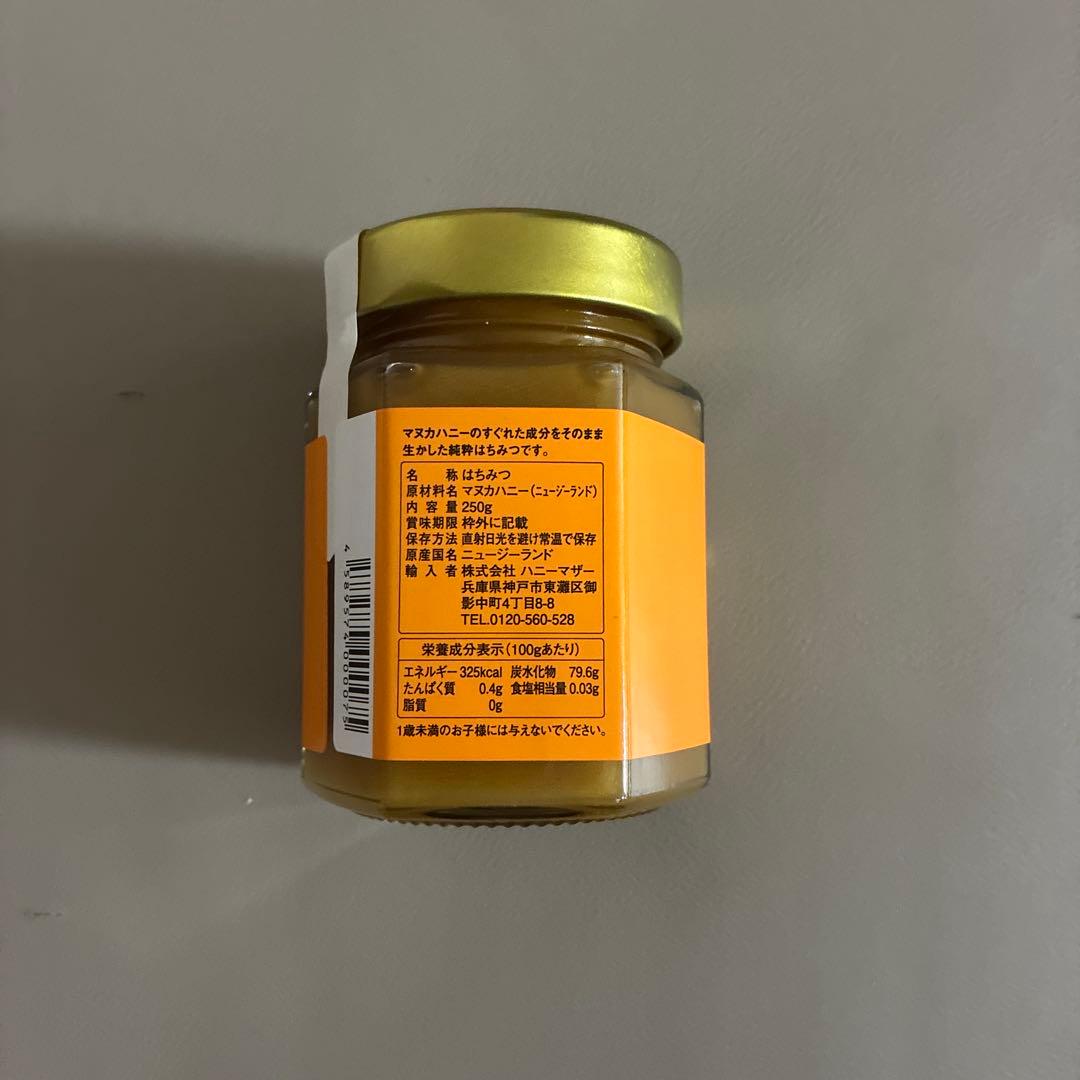 マヌカハニーのすぐれた成分をそのまま
生かした純粋はちみつです。
名称 はちみつ
原材料名 マヌカハニー(ニュージーランド)
内容量 250g
賞味期限 枠外に記載
保存方法 直射日光を避け常温で保存
原産国名 ニュージーランド
輸入者 株式会社 ハニーマザー
兵庫県神戸市東灘区御
影中町4丁目8-8
TEL.0120-560-528
栄養成分表示(100gあたり)
エネルギー 325kcal 炭水化物 79.6g
たんぱく質 0.4g 食塩相当量 0.03g
脂質 0g
1歳未満のお子様には与えないでください。
4589574000075